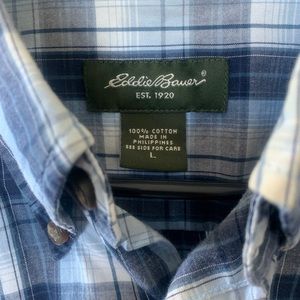 Eddie Bauer®
EST. 1920
100% COTTON
MADE IN
PHILIPPINES
SEE SIDE FOR CARE
L